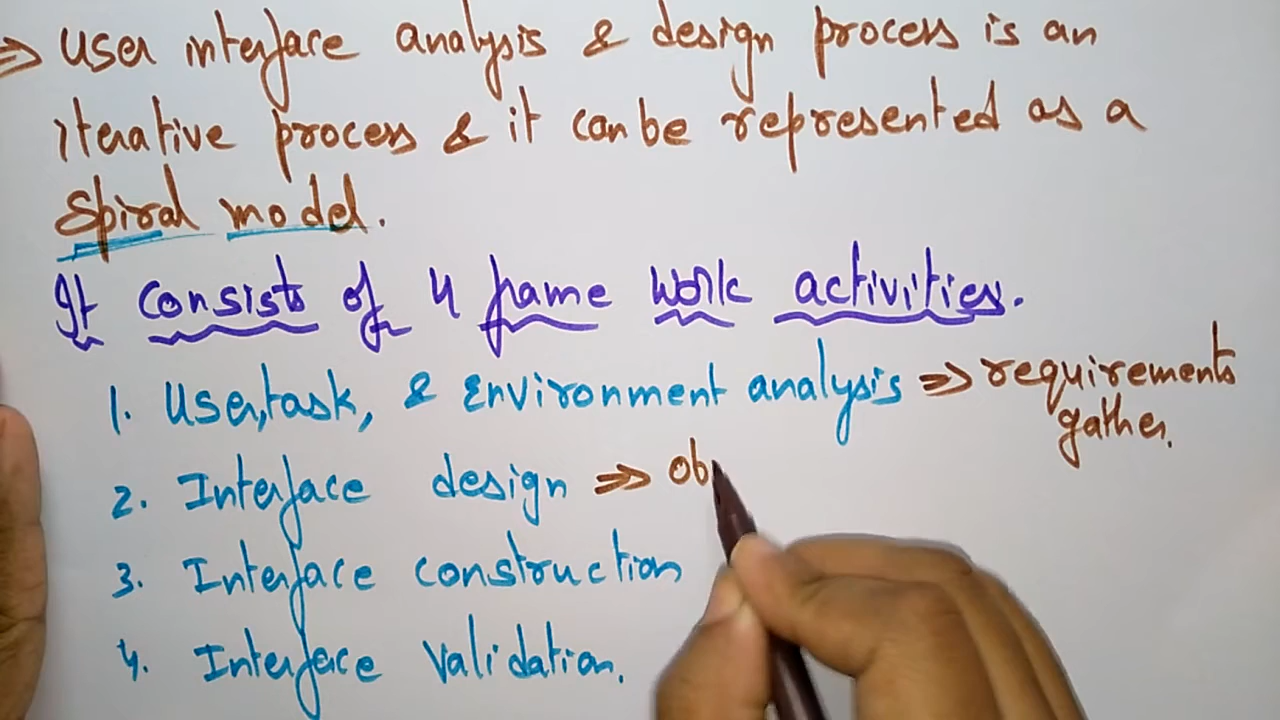 ⇒ User interface analysis & design process is an
iterative process & it can be represented as a
spiral model.
It consists of 4 frame work activities.
1. User, task, & Environment analysis ⇒ requirements
gather.
2. Interface design ⇒ ob
3. Interface construction
4. Interface Validation.